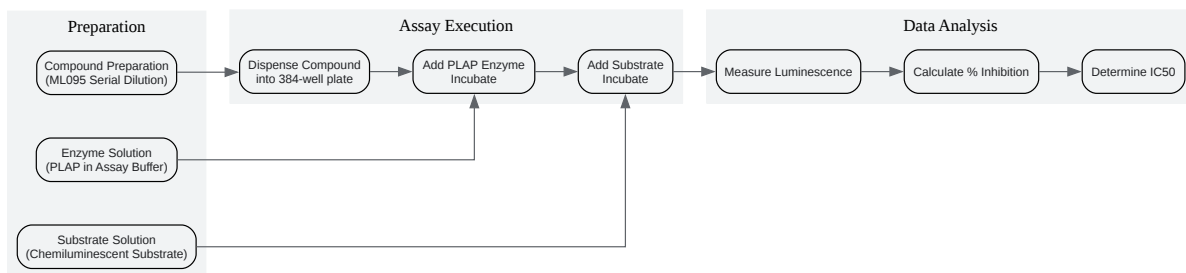 Preparation
Compound Preparation
(ML095 Serial Dilution)
Enzyme Solution
(PLAP in Assay Buffer)
Substrate Solution
(Chemiluminescent Substrate)
Assay Execution
Dispense Compound
into 384-well plate
Add PLAP Enzyme
Incubate
Add Substrate
Incubate
Data Analysis
Measure Luminescence
Calculate % Inhibition
Determine IC50